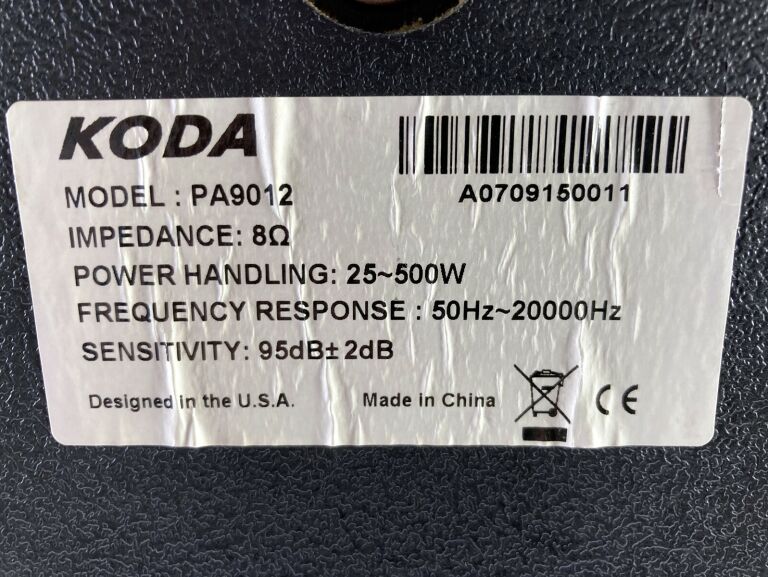 KODA
A0709150011
MODEL : PA9012
IMPEDANCE: 8Ω
POWER HANDLING: 25~500W
FREQUENCY RESPONSE : 50Hz~20000Hz
SENSITIVITY: 95dB±2dB
Designed in the U.S.A. Made in China CE